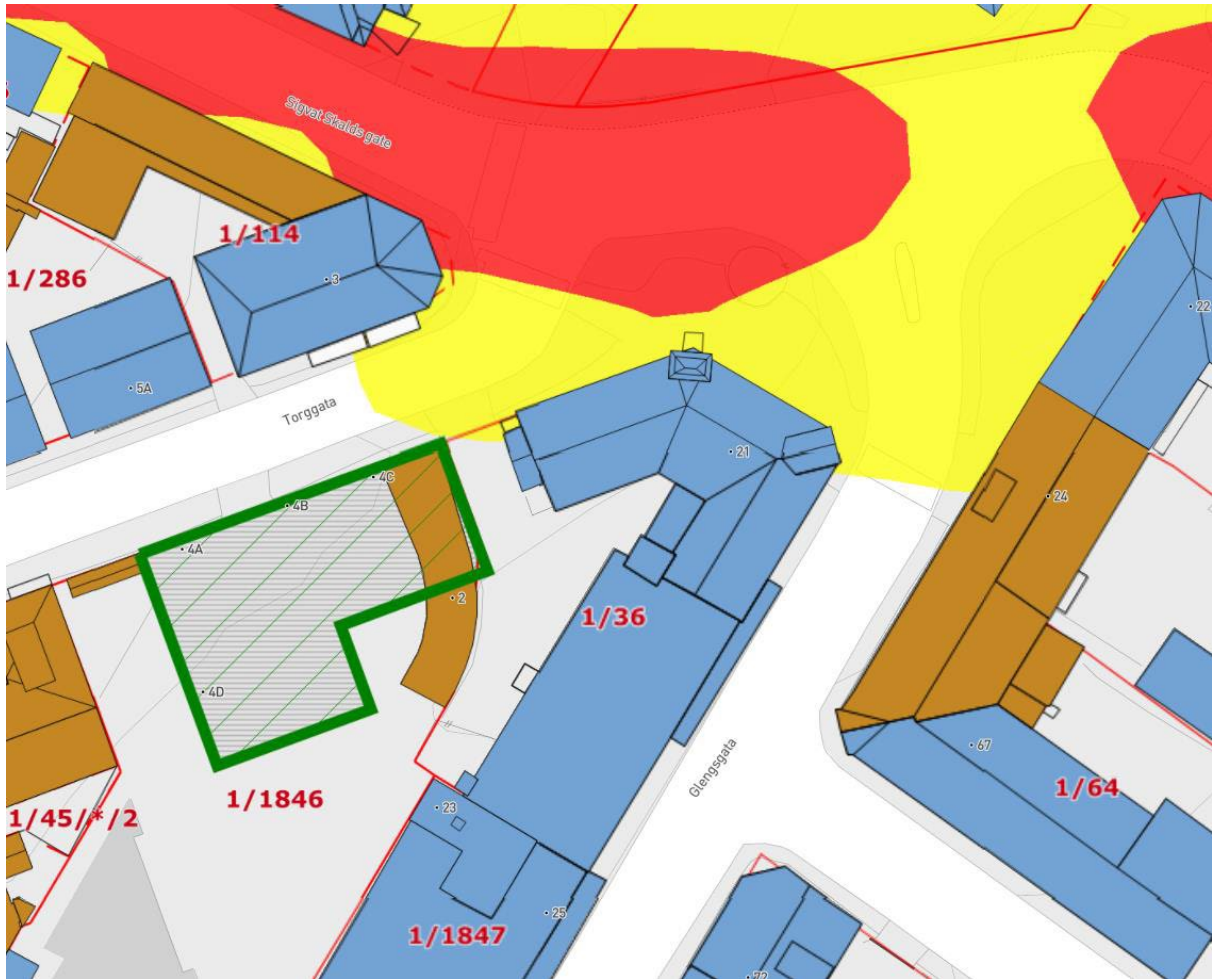 Sigvat Skalds gate
1/114
1/286
3
22
5A
Torggata
21
4C
4B
24
4A
2
1/36
4D
67
Glengsgata
1/1846
1/64
23
1/45/*/2
25
1/1847